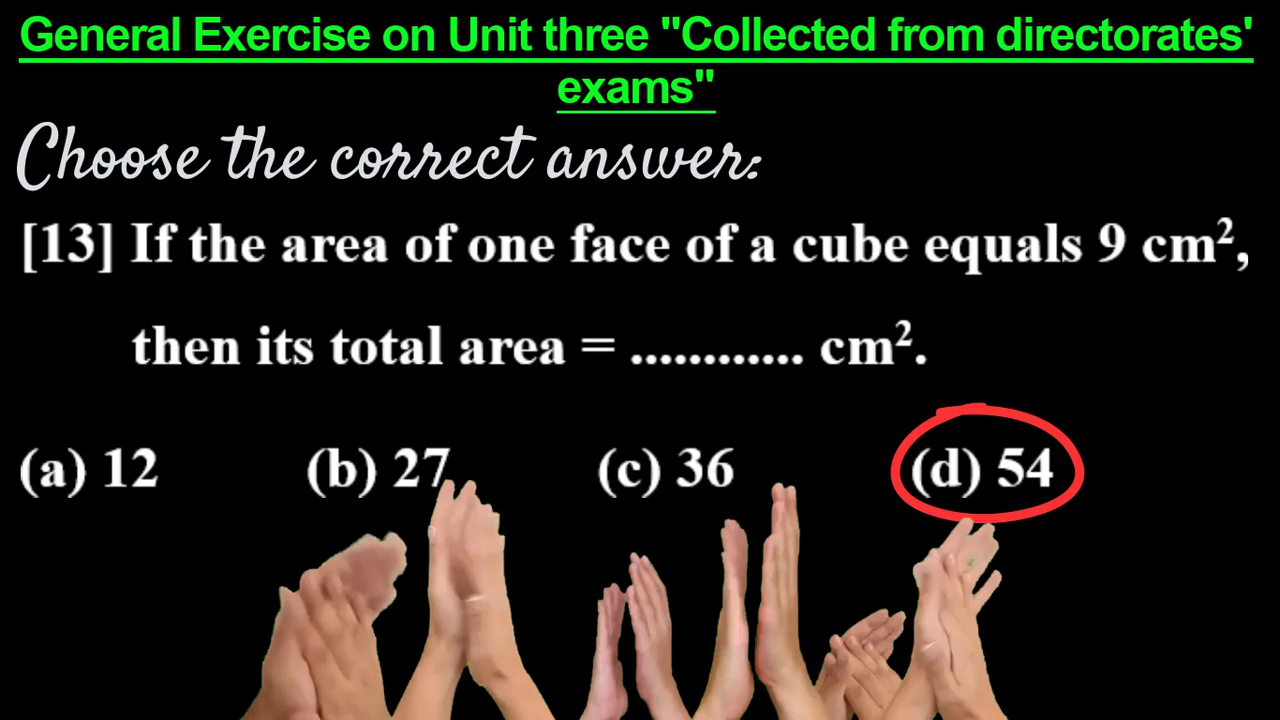 General Exercise on Unit three "Collected from directorates'
exams"
Choose the correct answer:
[13] If the area of one face of a cube equals 9 cm²,
then its total area = ............ cm².
(a) 12 (b) 27 (c) 36 (d) 54